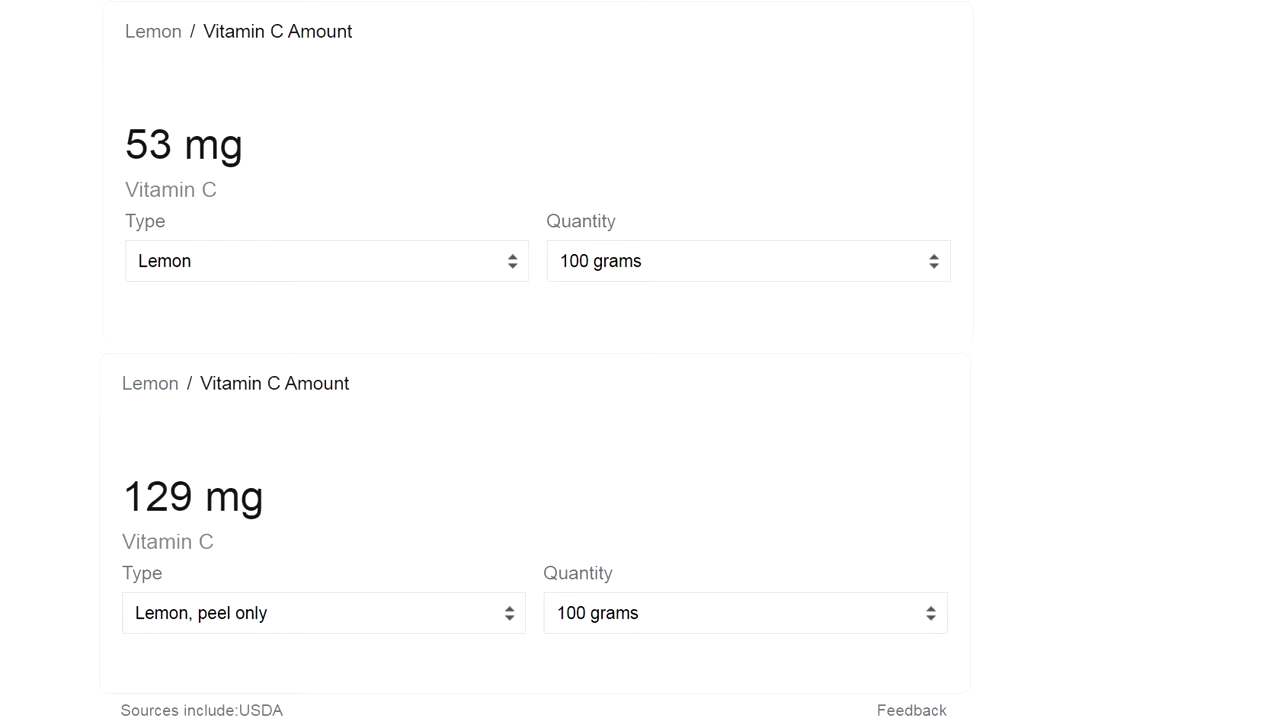 Lemon / Vitamin C Amount
53 mg
Vitamin C
Type Quantity
Lemon 100 grams
Lemon / Vitamin C Amount
129 mg
Vitamin C
Type Quantity
Lemon, peel only 100 grams
Sources include:USDA Feedback